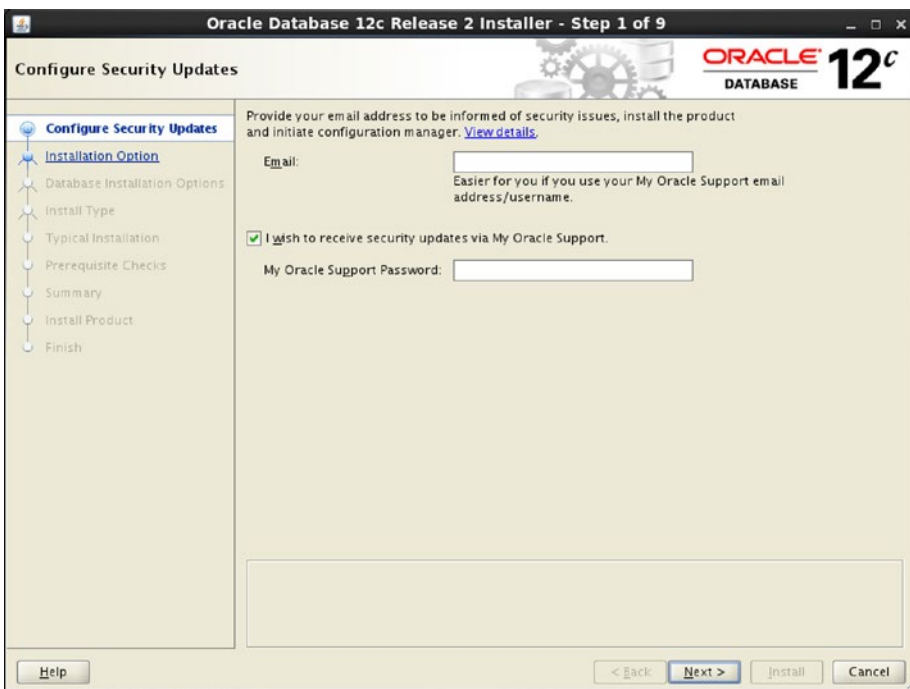 Oracle Database 12c Release 2 Installer - Step 1 of 9
Configure Security Updates
ORACLE
DATABASE
12c
Configure Security Updates
Installation Option
Database Installation Options
Install Type
Typical Installation
Prerequisite Checks
Summary
Install Product
Finish
Provide your email address to be informed of security issues, install the product
and initiate configuration manager. View details.
Email:
Easier for you if you use your My Oracle Support email
address/username.
I wish to receive security updates via My Oracle Support.
My Oracle Support Password:
Help
< Back
Next >
Install
Cancel